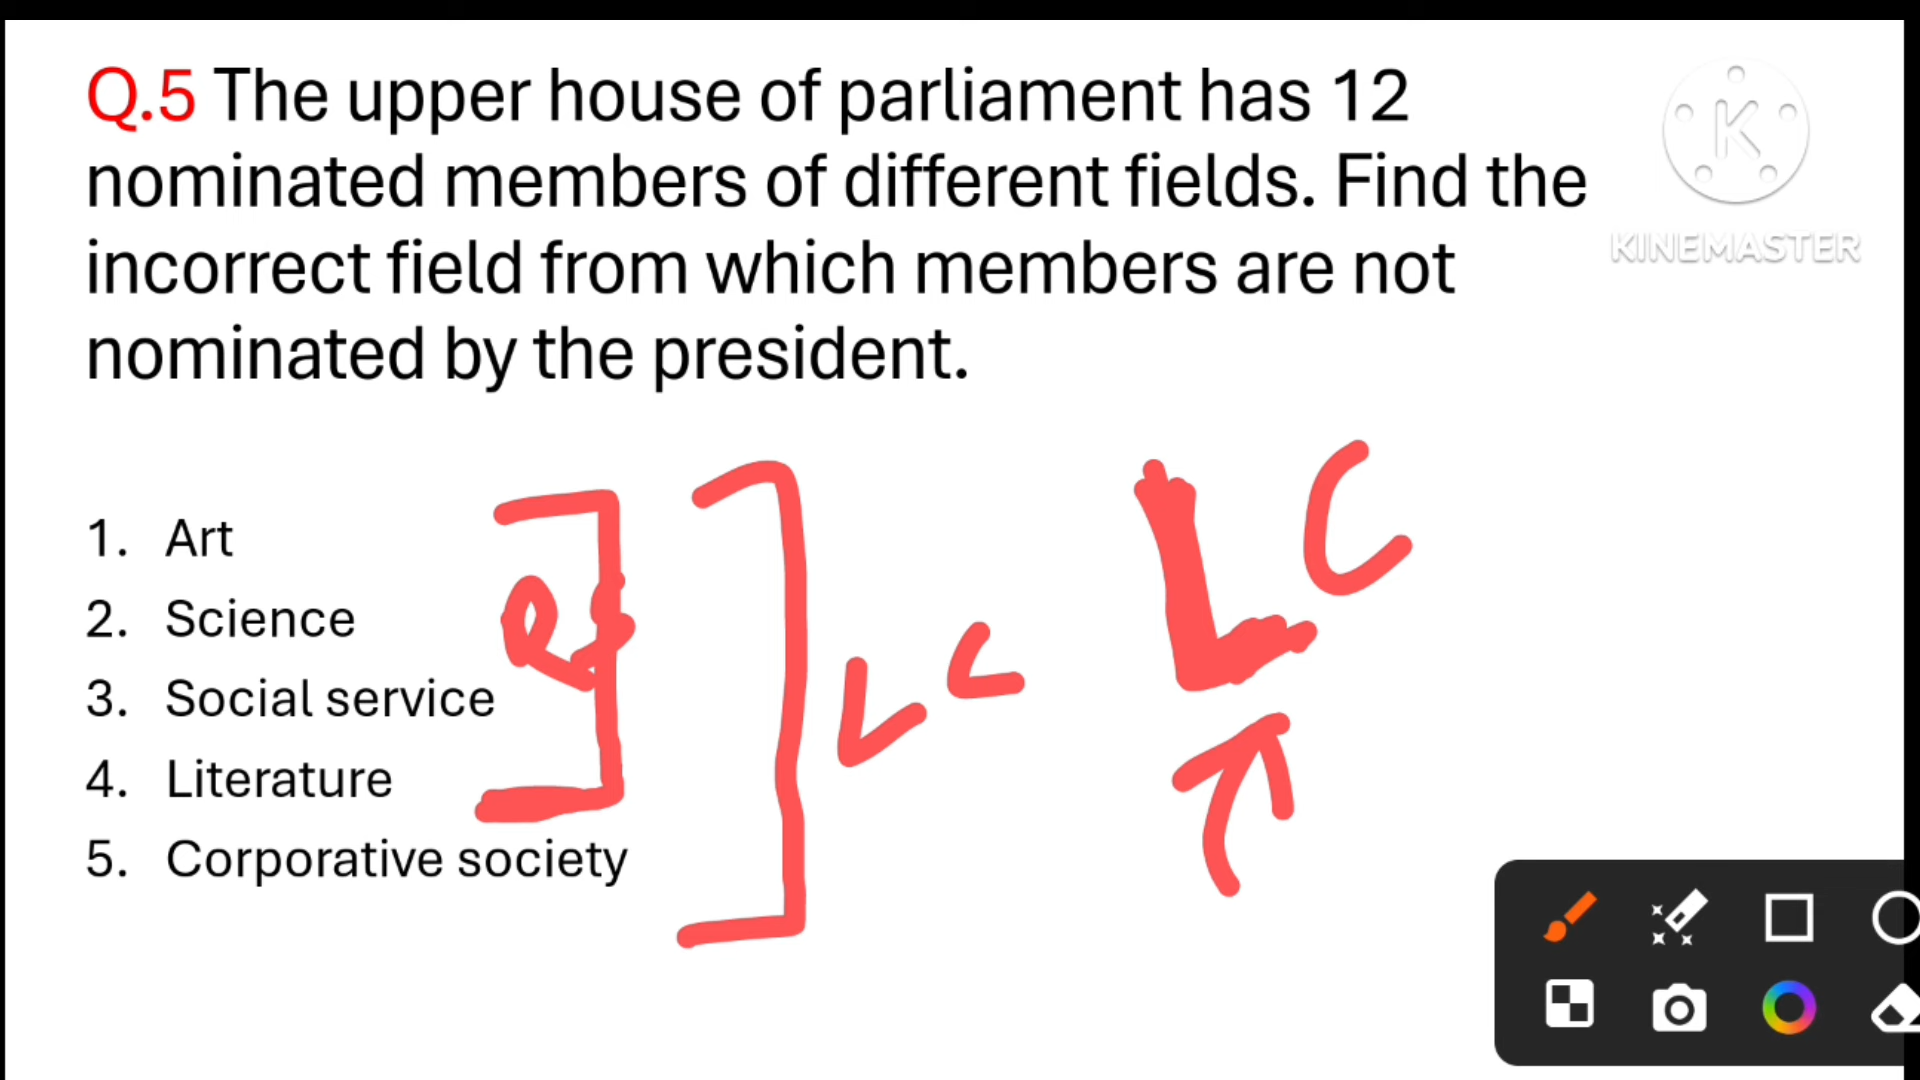 Q.5 The upper house of parliament has 12
nominated members of different fields. Find the
incorrect field from which members are not
nominated by the president.
K
KINEMASTER
1. Art
2. Science
3. Social service
4. Literature
5. Corporative society
LC
LC